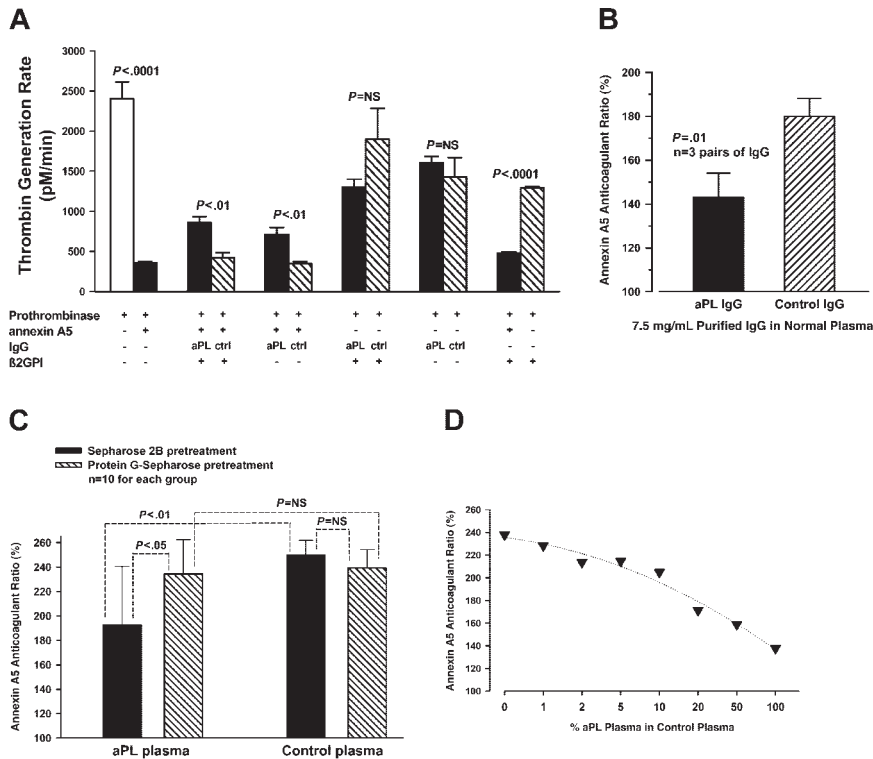 A
Thrombin Generation Rate
(pM/min)
3000
2500
2000
1500
1000
500
0
P<.0001
P<.01
P<.01
P=NS
P=NS
P<.0001
Prothrombinase + + + + + + + + + + + +
annexin A5 - + + + + + - - - - + -
IgG - - aPL ctrl aPL ctrl aPL ctrl aPL ctrl - -
ß2GPI - - + + - - + + - - + +
B
Annexin A5 Anticoagulant Ratio (%)
200
180
160
140
120
100
P=.01
n=3 pairs of IgG
aPL IgG Control IgG
7.5 mg/mL Purified IgG in Normal Plasma
C
Sepharose 2B pretreatment
Protein G-Sepharose pretreatment
n=10 for each group
Annexin A5 Anticoagulant Ratio (%)
260
240
220
200
180
160
140
120
100
P=NS
P<.01
P=NS
P<.05
aPL plasma Control plasma
D
Annexin A5 Anticoagulant Ratio (%)
260
240
220
200
180
160
140
120
100
0 1 2 5 10 20 50 100
% aPL Plasma in Control Plasma